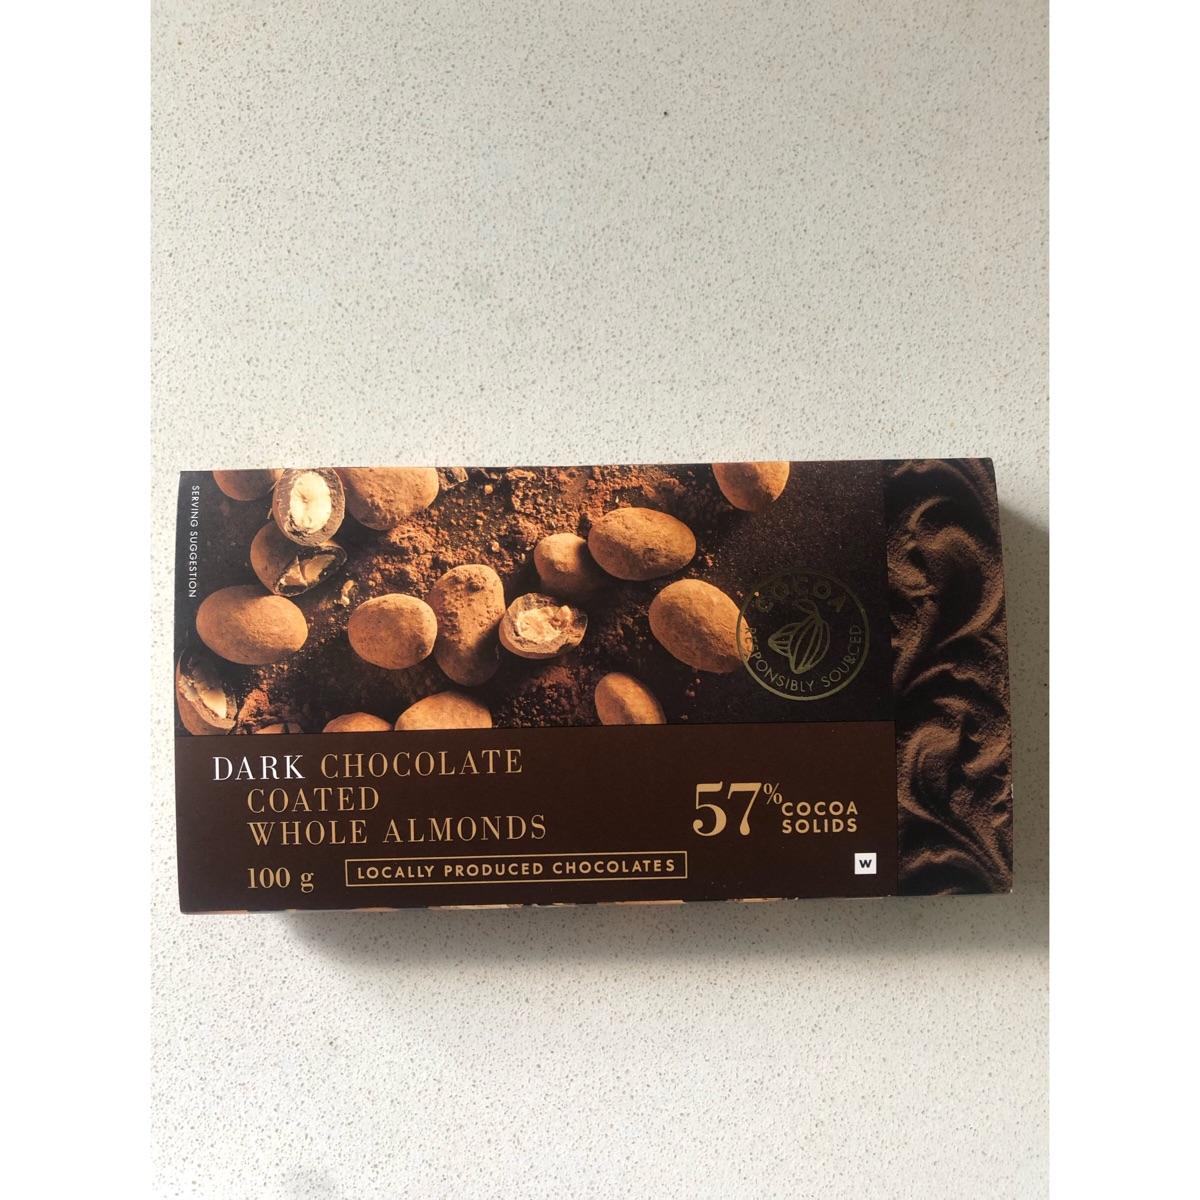 SERVING SUGGESTION
COCOA
RESPONSIBLY SOURCED
DARK CHOCOLATE
COATED
WHOLE ALMONDS
100 g
LOCALLY PRODUCED CHOCOLATES
57% COCOA
SOLIDS
W